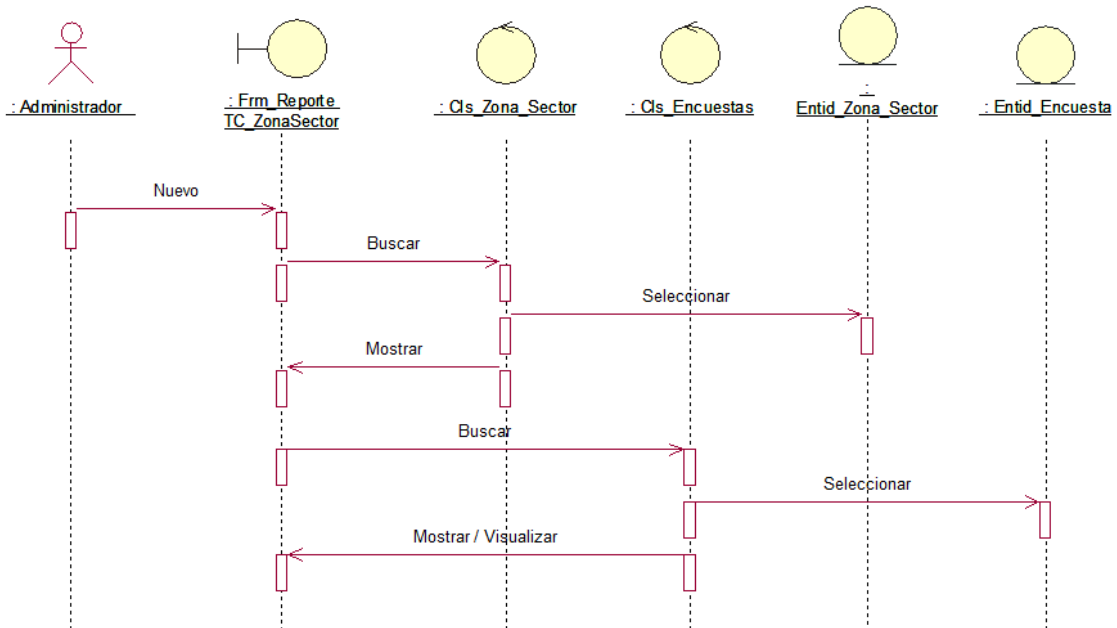 : Administrador
: Frm_Reporte
TC_ZonaSector
: Cls_Zona_Sector
: Cls_Encuestas
:
Entid_Zona_Sector
: Entid_Encuesta
Nuevo
Buscar
Seleccionar
Mostrar
Buscar
Seleccionar
Mostrar / Visualizar